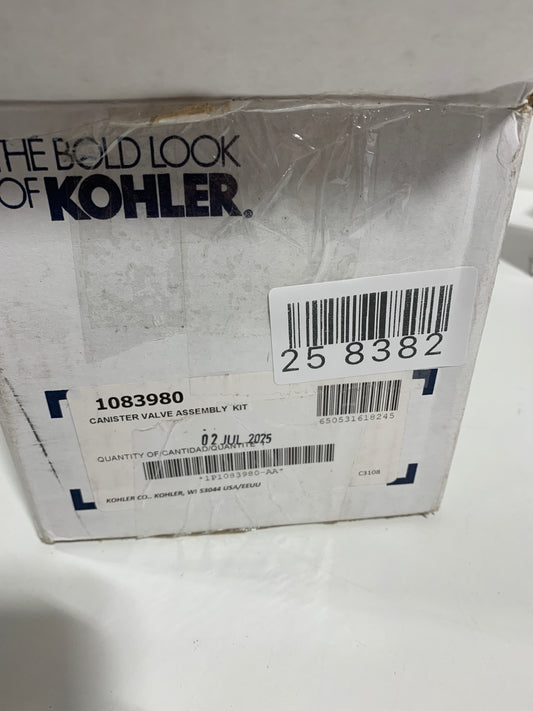 THE BOLD LOOK
OF KOHLER®
25 8382
1083980
CANISTER VALVE ASSEMBLY KIT
650531618245
02 JUL 2025
QUANTITY OF/CANTIDAD/QUANTITE
*1P1083980-AA*
C3108
KOHLER CO., KOHLER, WI 53044 USA/EEUU